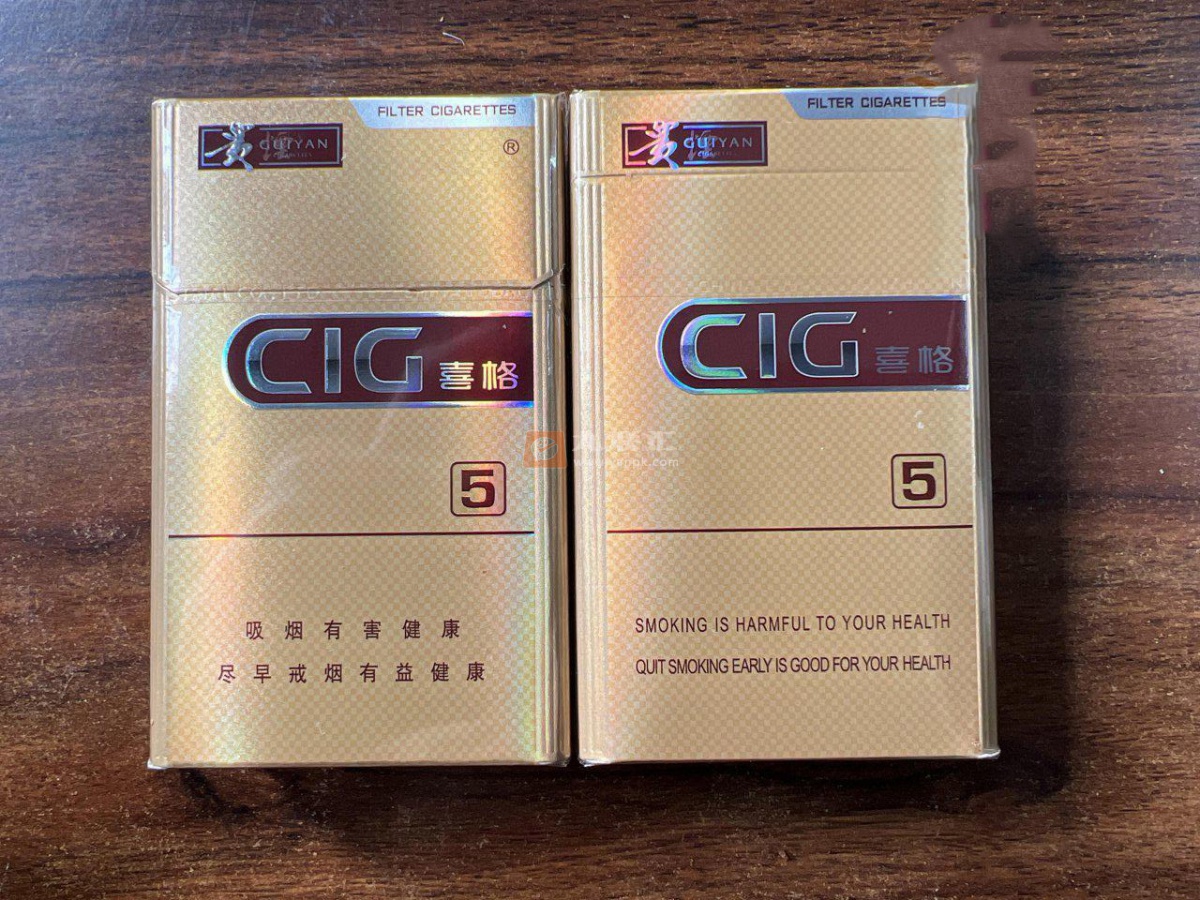 FILTER CIGARETTES
贵 GUIYAN
®
CIG 喜格
5
吸烟有害健康
尽早戒烟有益健康
FILTER CIGARETTES
贵 GUIYAN
CIG 喜格
5
SMOKING IS HARMFUL TO YOUR HEALTH
QUIT SMOKING EARLY IS GOOD FOR YOUR HEALTH